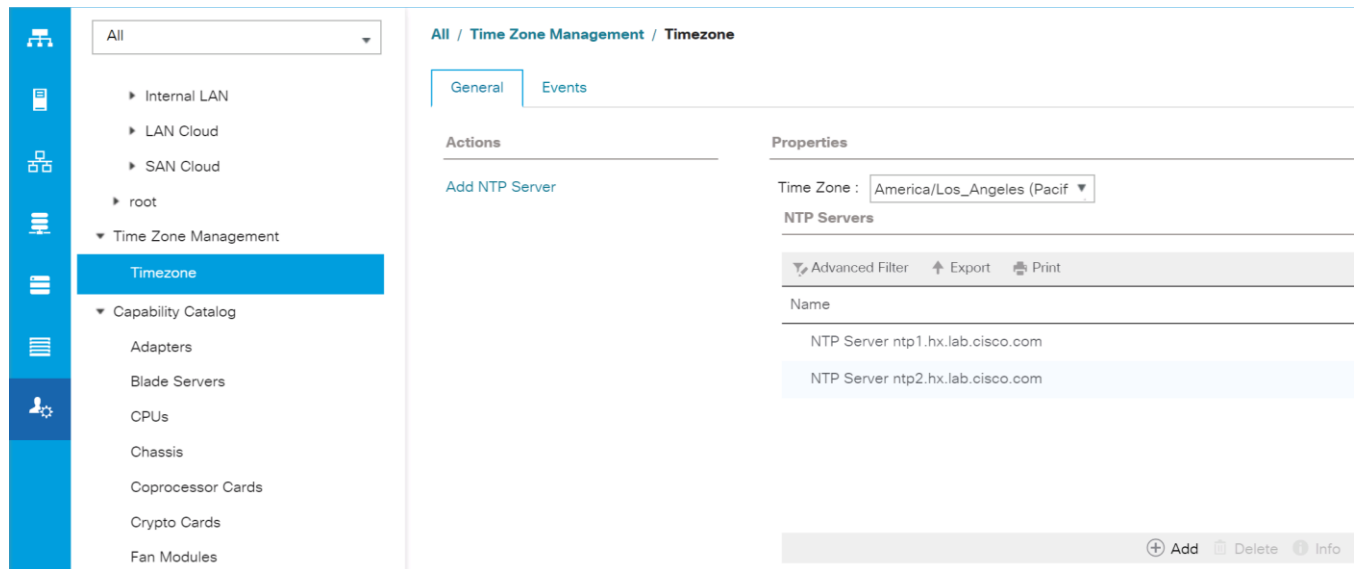 All
Internal LAN
LAN Cloud
SAN Cloud
root
Time Zone Management
Timezone
Capability Catalog
Adapters
Blade Servers
CPUs
Chassis
Coprocessor Cards
Crypto Cards
Fan Modules
All / Time Zone Management / Timezone
General Events
Actions
Add NTP Server
Properties
Time Zone : America/Los_Angeles (Pacif
NTP Servers
Advanced Filter Export Print
Name
NTP Server ntp1.hx.lab.cisco.com
NTP Server ntp2.hx.lab.cisco.com
Add Delete Info